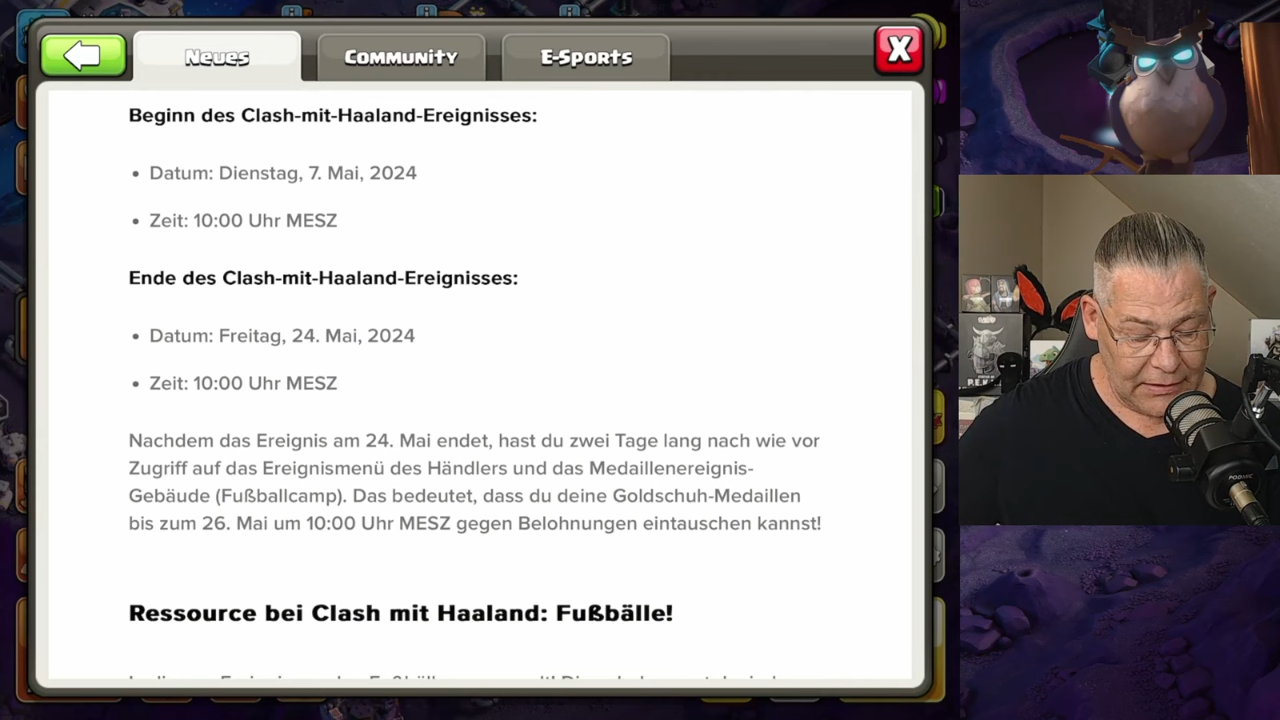 Neues
Community
E-Sports
X
Beginn des Clash-mit-Haaland-Ereignisses:
• Datum: Dienstag, 7. Mai, 2024
• Zeit: 10:00 Uhr MESZ
Ende des Clash-mit-Haaland-Ereignisses:
• Datum: Freitag, 24. Mai, 2024
• Zeit: 10:00 Uhr MESZ
Nachdem das Ereignis am 24. Mai endet, hast du zwei Tage lang nach wie vor
Zugriff auf das Ereignismenü des Händlers und das Medaillenereignis-
Gebäude (Fußballcamp). Das bedeutet, dass du deine Goldschuh-Medaillen
bis zum 26. Mai um 10:00 Uhr MESZ gegen Belohnungen eintauschen kannst!
Ressource bei Clash mit Haaland: Fußbälle!
PODMIC